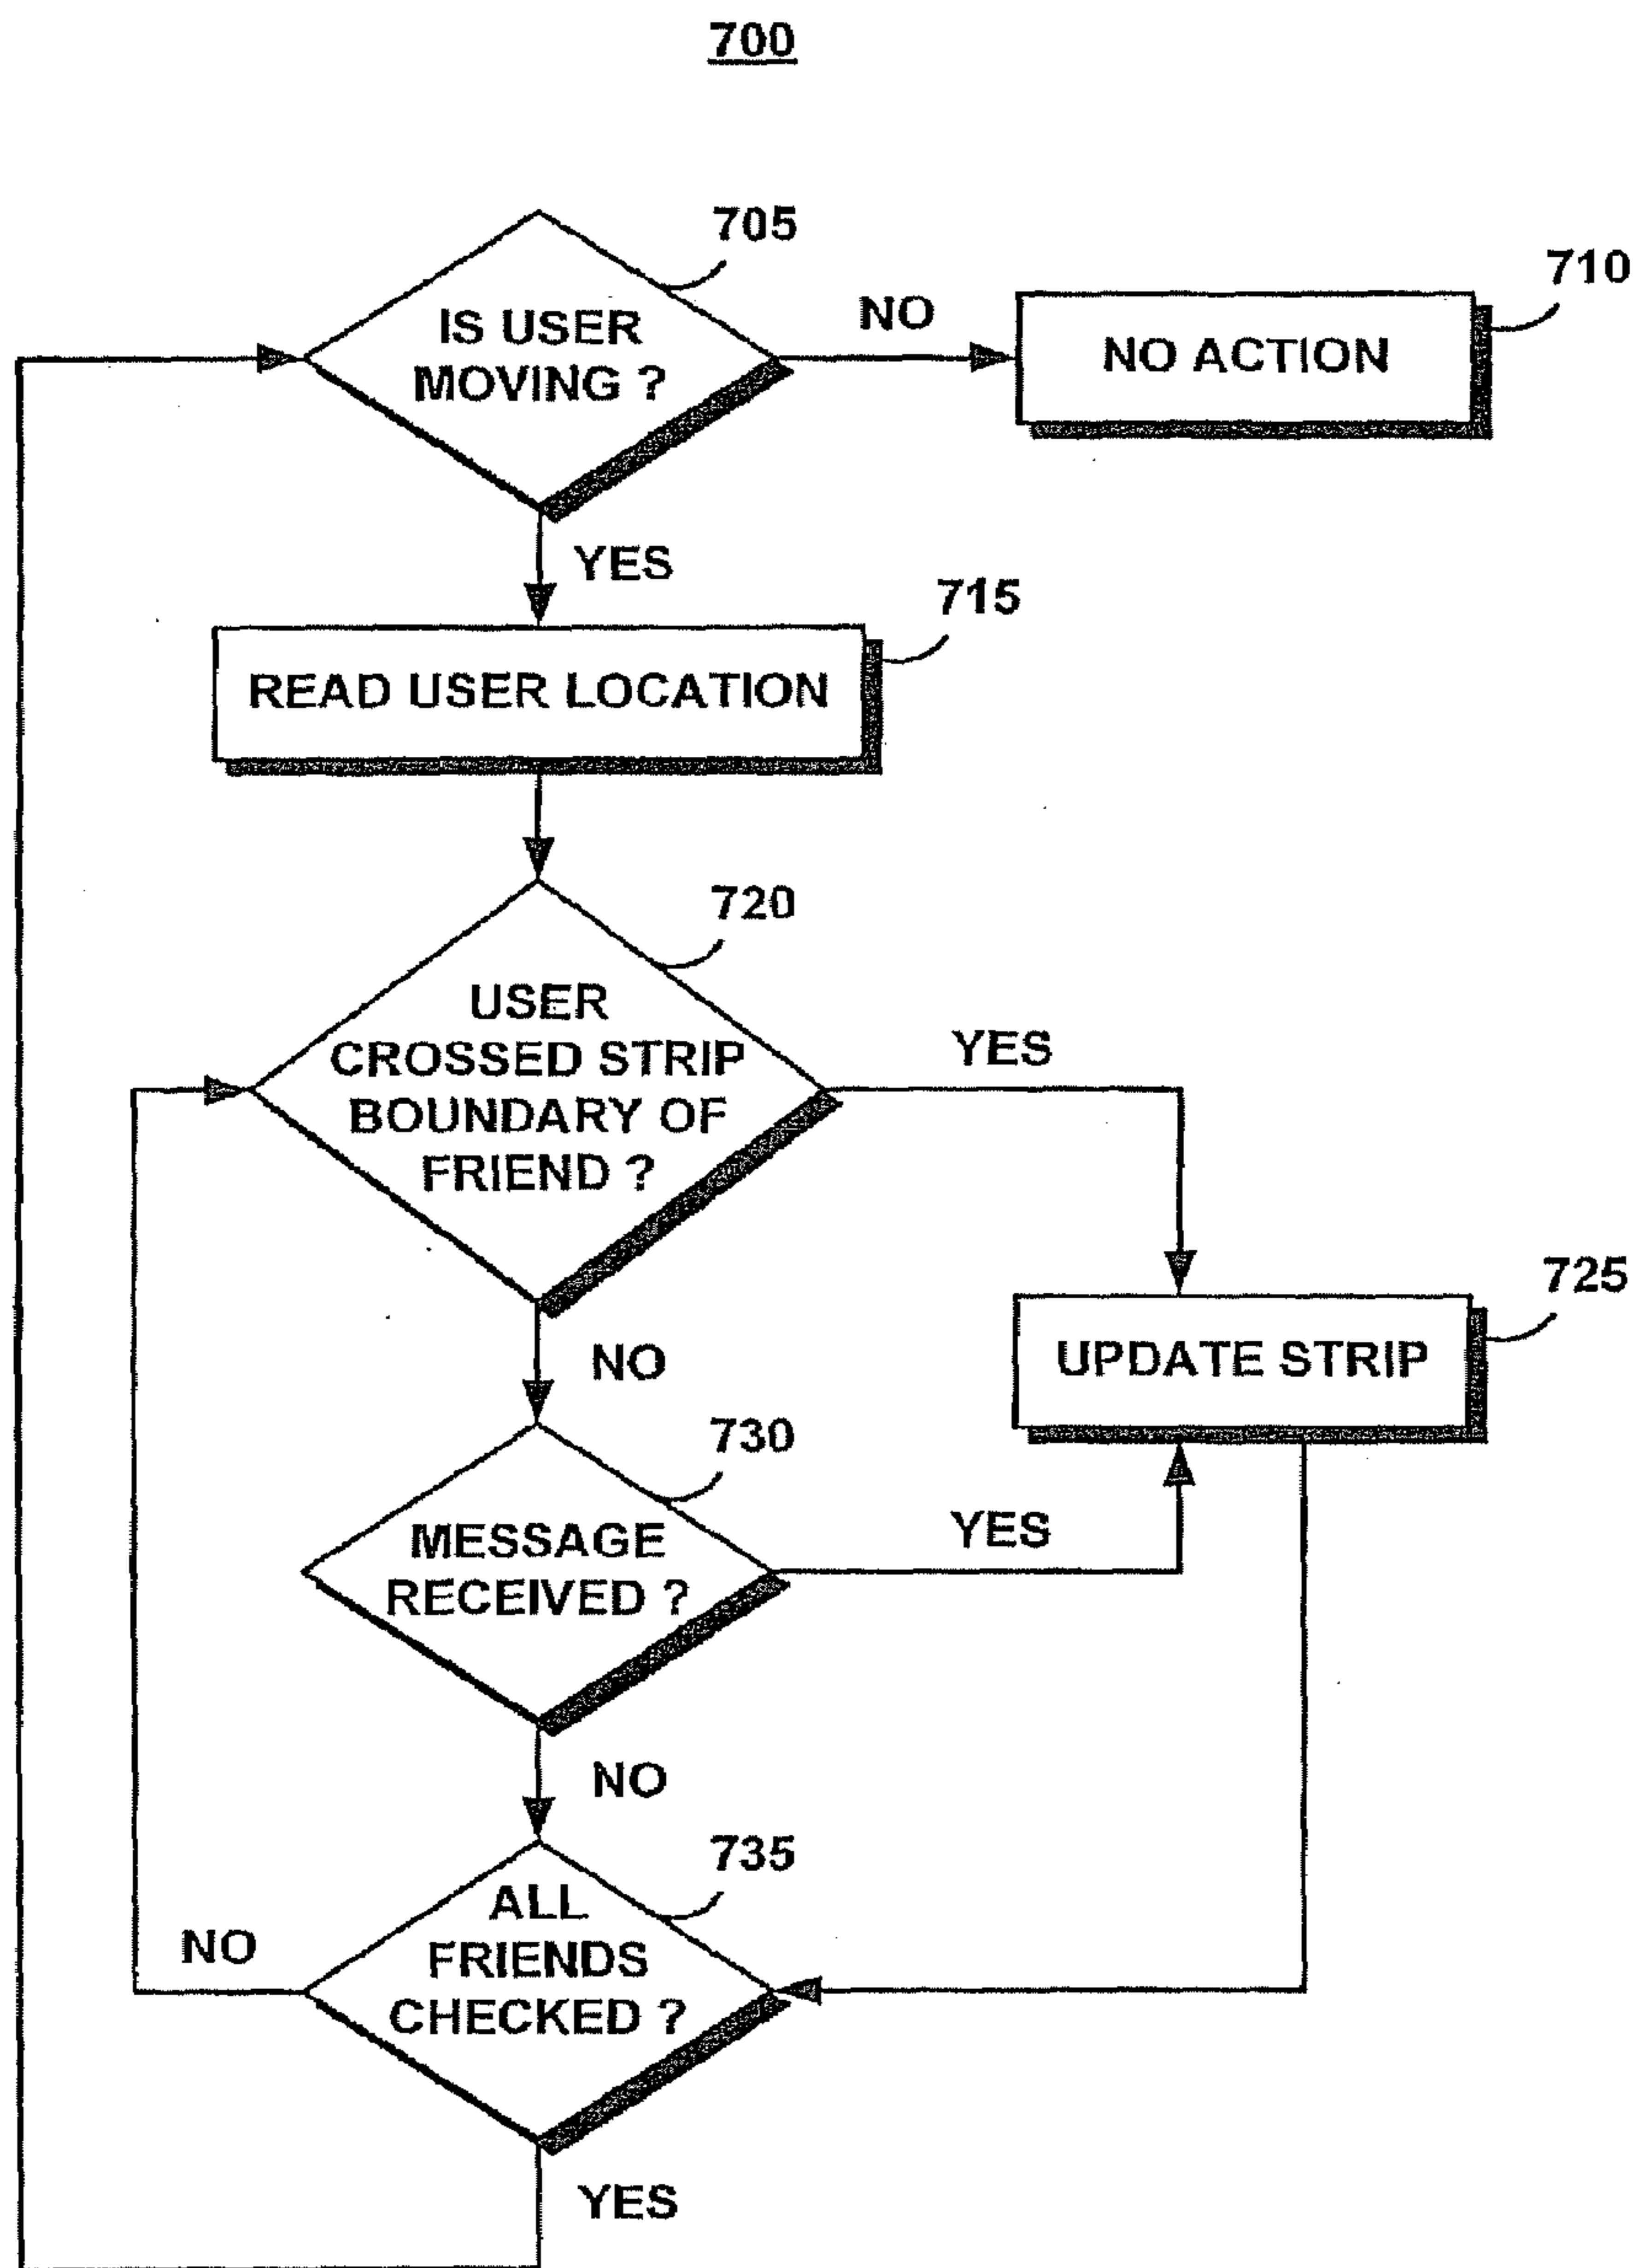 700
705
IS USER
MOVING ?
NO
710
NO ACTION
YES
715
READ USER LOCATION
720
USER
CROSSED STRIP
BOUNDARY OF
FRIEND ?
YES
725
UPDATE STRIP
NO
730
MESSAGE
RECEIVED ?
YES
NO
735
ALL
FRIENDS
CHECKED ?
NO
YES